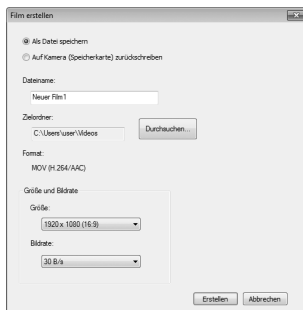 Film erstellen
Als Datei speichern
Auf Kamera (Speicherkarte) zurückschreiben
Dateiname:
Neuer Film1
Zielordner:
C:\Users\user\Videos
Durchsuchen...
Format:
MOV (H.264/AAC)
Größe und Bildrate
Größe:
1920 x 1080 (16:9)
Bildrate:
30 B/s
Erstellen Abbrechen